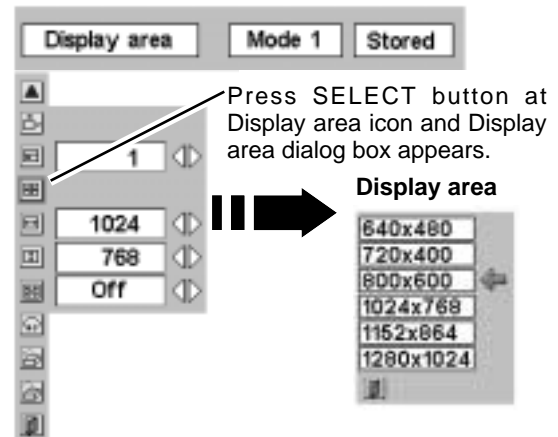 Display area Mode 1 Stored
Press SELECT button at
Display area icon and Display
area dialog box appears.
1
1024
768
Off
Display area
640x480
720x400
800x600
1024x768
1152x864
1280x1024